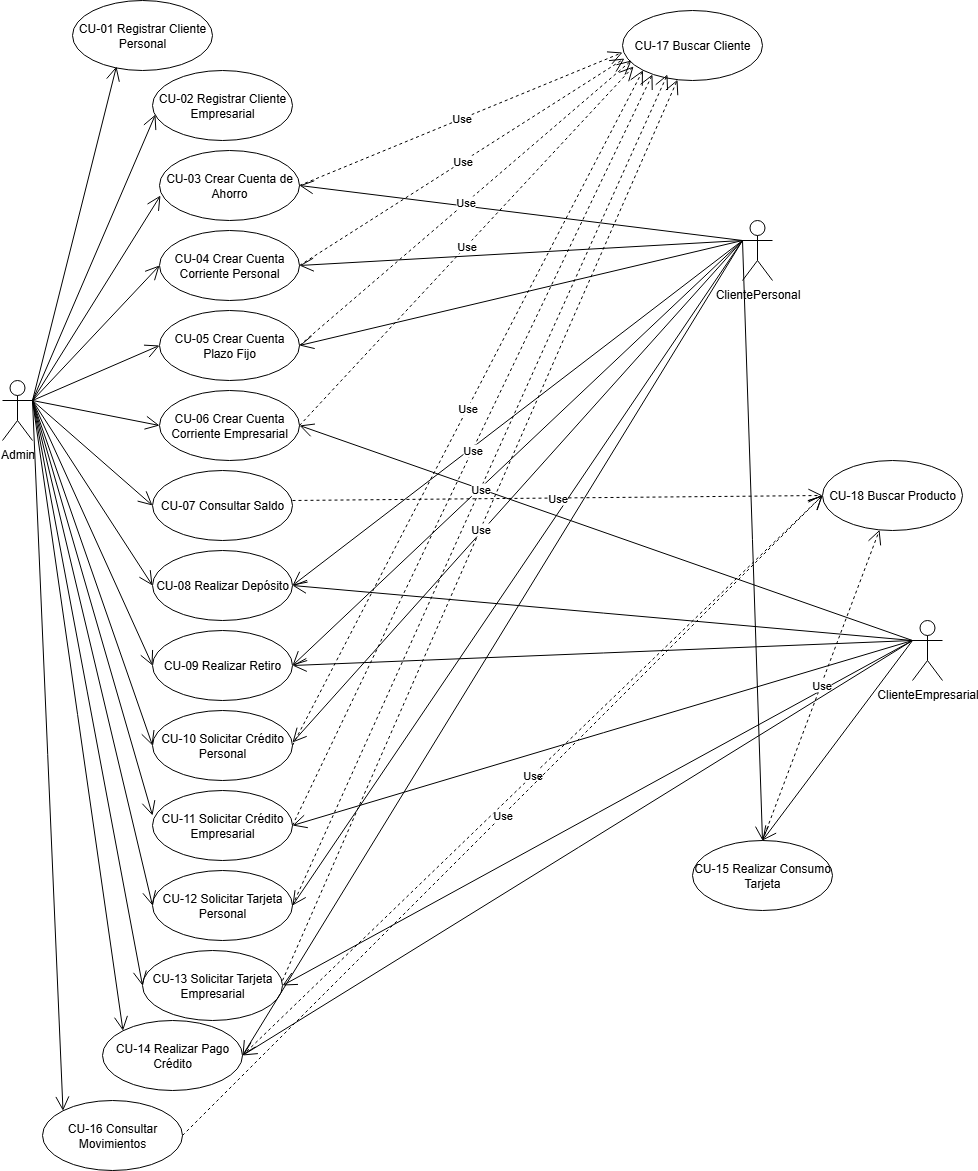 CU-01 Registrar Cliente
Personal
CU-17 Buscar Cliente
CU-02 Registrar Cliente
Empresarial
Use
Use
CU-03 Crear Cuenta de
Ahorro
Use
Use
CU-04 Crear Cuenta
Corriente Personal
ClientePersonal
CU-05 Crear Cuenta
Plazo Fijo
Use
CU-06 Crear Cuenta
Corriente Empresarial
Admin
Use
Use
Use
CU-07 Consultar Saldo
CU-18 Buscar Producto
Use
CU-08 Realizar Depósito
CU-09 Realizar Retiro
Use
ClienteEmpresarial
CU-10 Solicitar Crédito
Personal
Use
Use
CU-11 Solicitar Crédito
Empresarial
CU-15 Realizar Consumo
Tarjeta
CU-12 Solicitar Tarjeta
Personal
CU-13 Solicitar Tarjeta
Empresarial
CU-14 Realizar Pago
Crédito
CU-16 Consultar
Movimientos